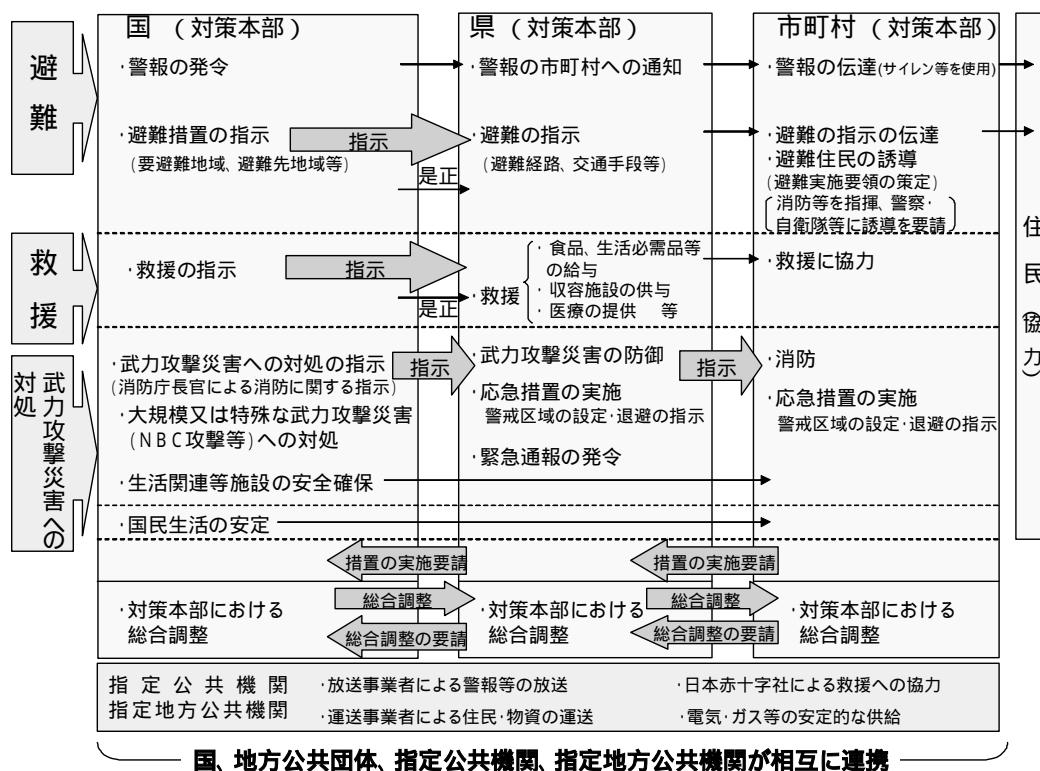 国 （対策本部）
県（対策本部）
市町村（対策本部）
避難
・警報の発令
・警報の市町村への通知
・警報の伝達(サイレン等を使用)
・避難措置の指示
(要避難地域、避難先地域等)
指示
是正
・避難の指示
(避難経路、交通手段等)
・避難の指示の伝達
・避難住民の誘導
(避難実施要領の策定)
消防等を指揮、警察・
自衛隊等に誘導を要請
救援
・救援の指示
指示
是正
・救援
・食品、生活必需品等
の給与
・収容施設の供与
・医療の提供 等
・救援に協力
住民（協力）
武力攻撃災害への
対処
・武力攻撃災害への対処の指示
(消防庁長官による消防に関する指示)
・大規模又は特殊な武力攻撃災害
(NBC攻撃等)への対処
・生活関連等施設の安全確保
・国民生活の安定
指示
・武力攻撃災害の防御
・応急措置の実施
警戒区域の設定・退避の指示
・緊急通報の発令
指示
・消防
・応急措置の実施
警戒区域の設定・退避の指示
措置の実施要請
措置の実施要請
・対策本部における
総合調整
総合調整
総合調整の要請
・対策本部における
総合調整
総合調整
総合調整の要請
・対策本部における
総合調整
指定公共機関
指定地方公共機関
・放送事業者による警報等の放送
・運送事業者による住民・物資の運送
・日本赤十字社による救援への協力
・電気・ガス等の安定的な供給
国、地方公共団体、指定公共機関、指定地方公共機関が相互に連携